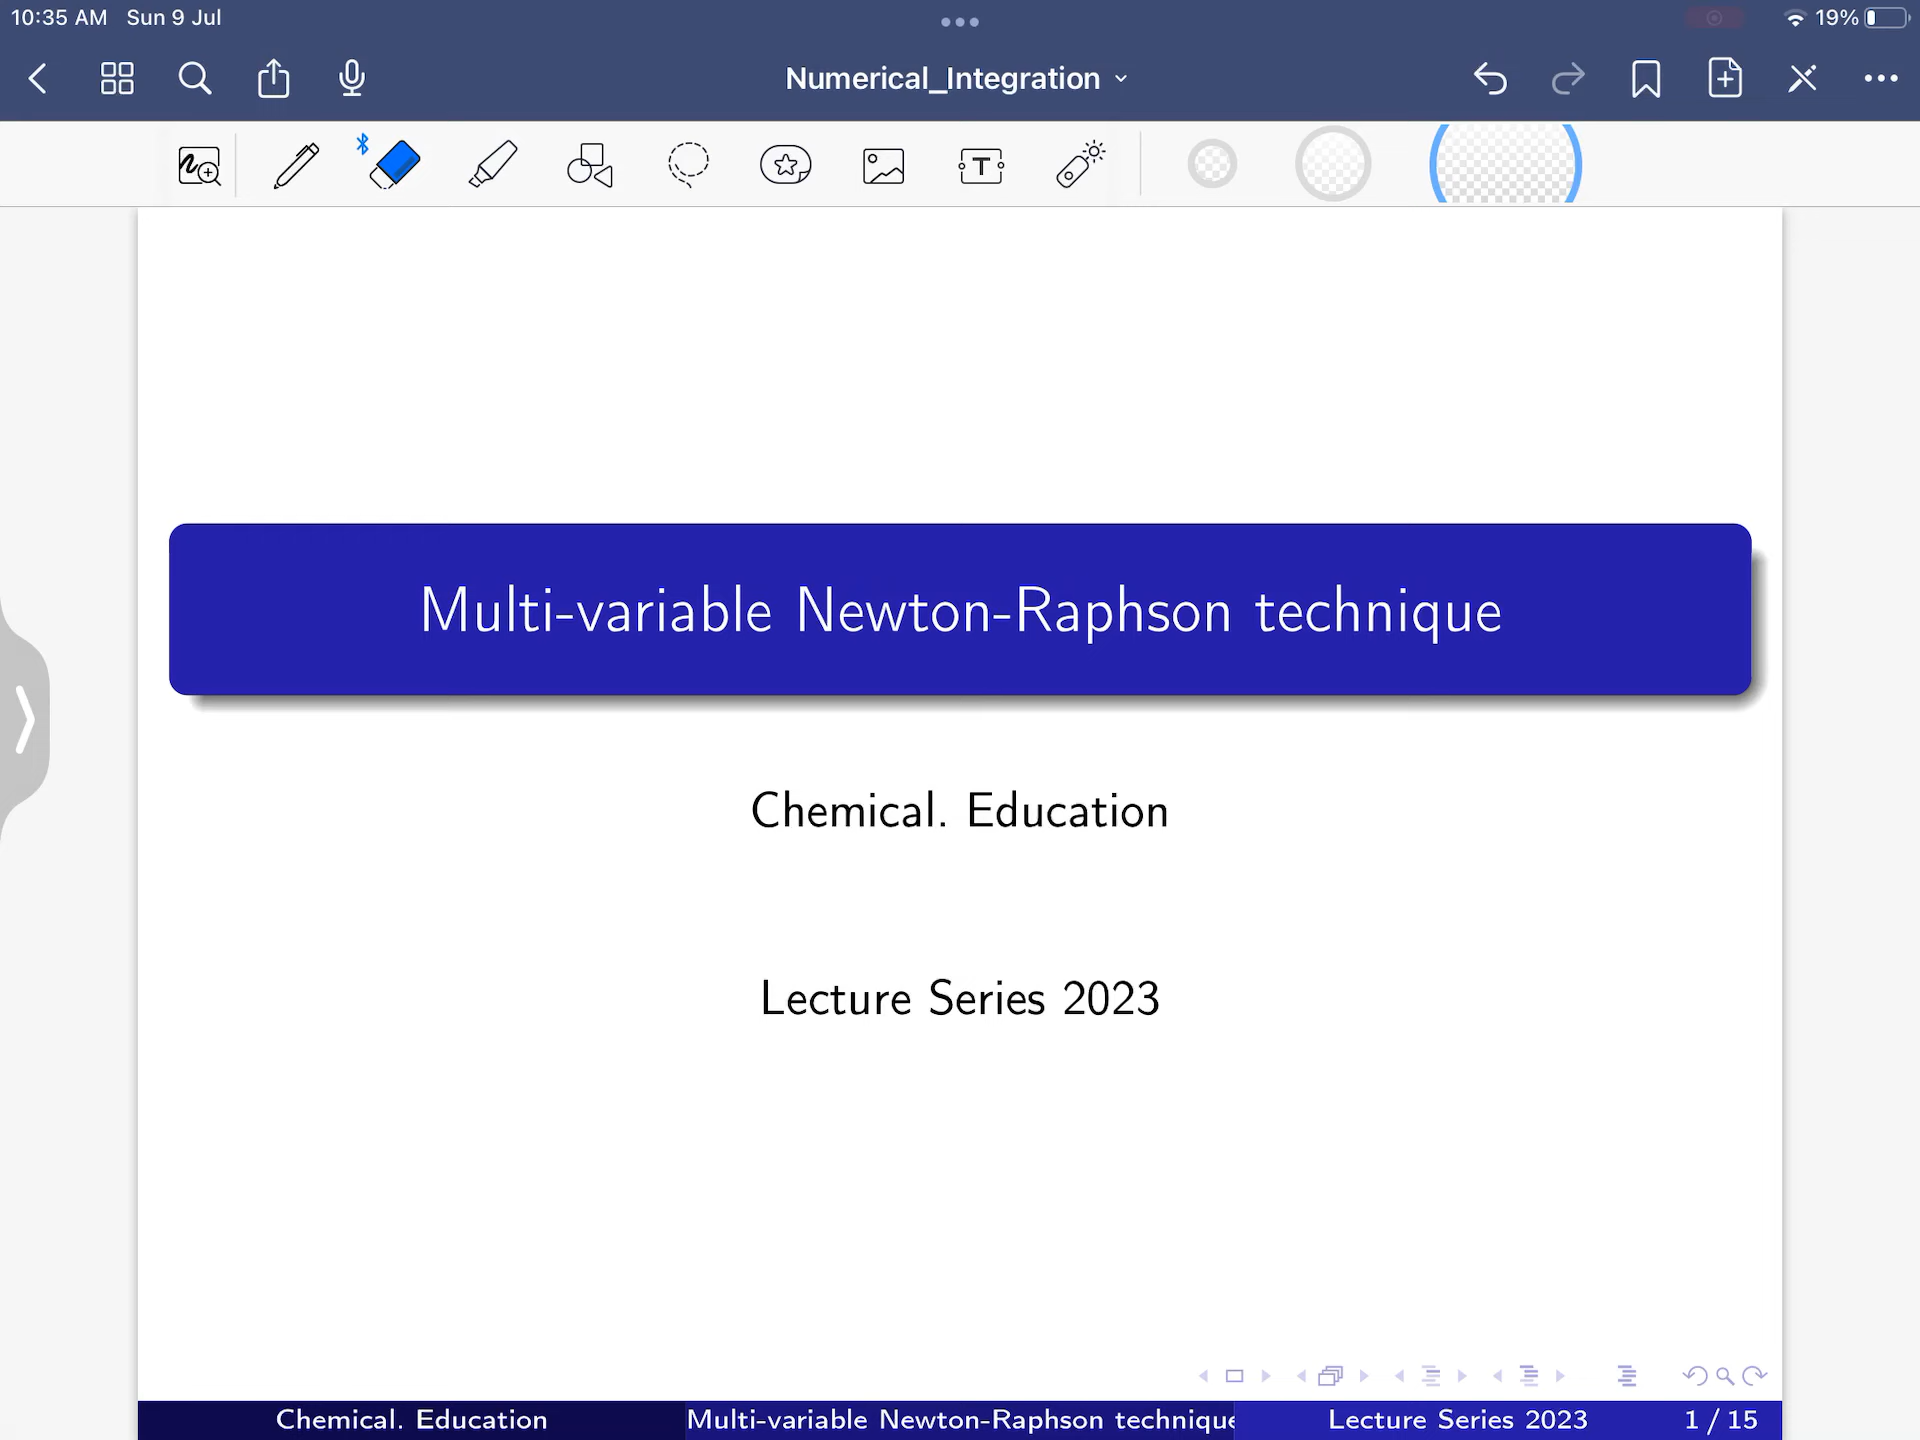 10:35 AM Sun 9 Jul
19%
Numerical_Integration
T
Multi-variable Newton-Raphson technique
Chemical. Education
Lecture Series 2023
Chemical. Education Multi-variable Newton-Raphson technique Lecture Series 2023 1 / 15